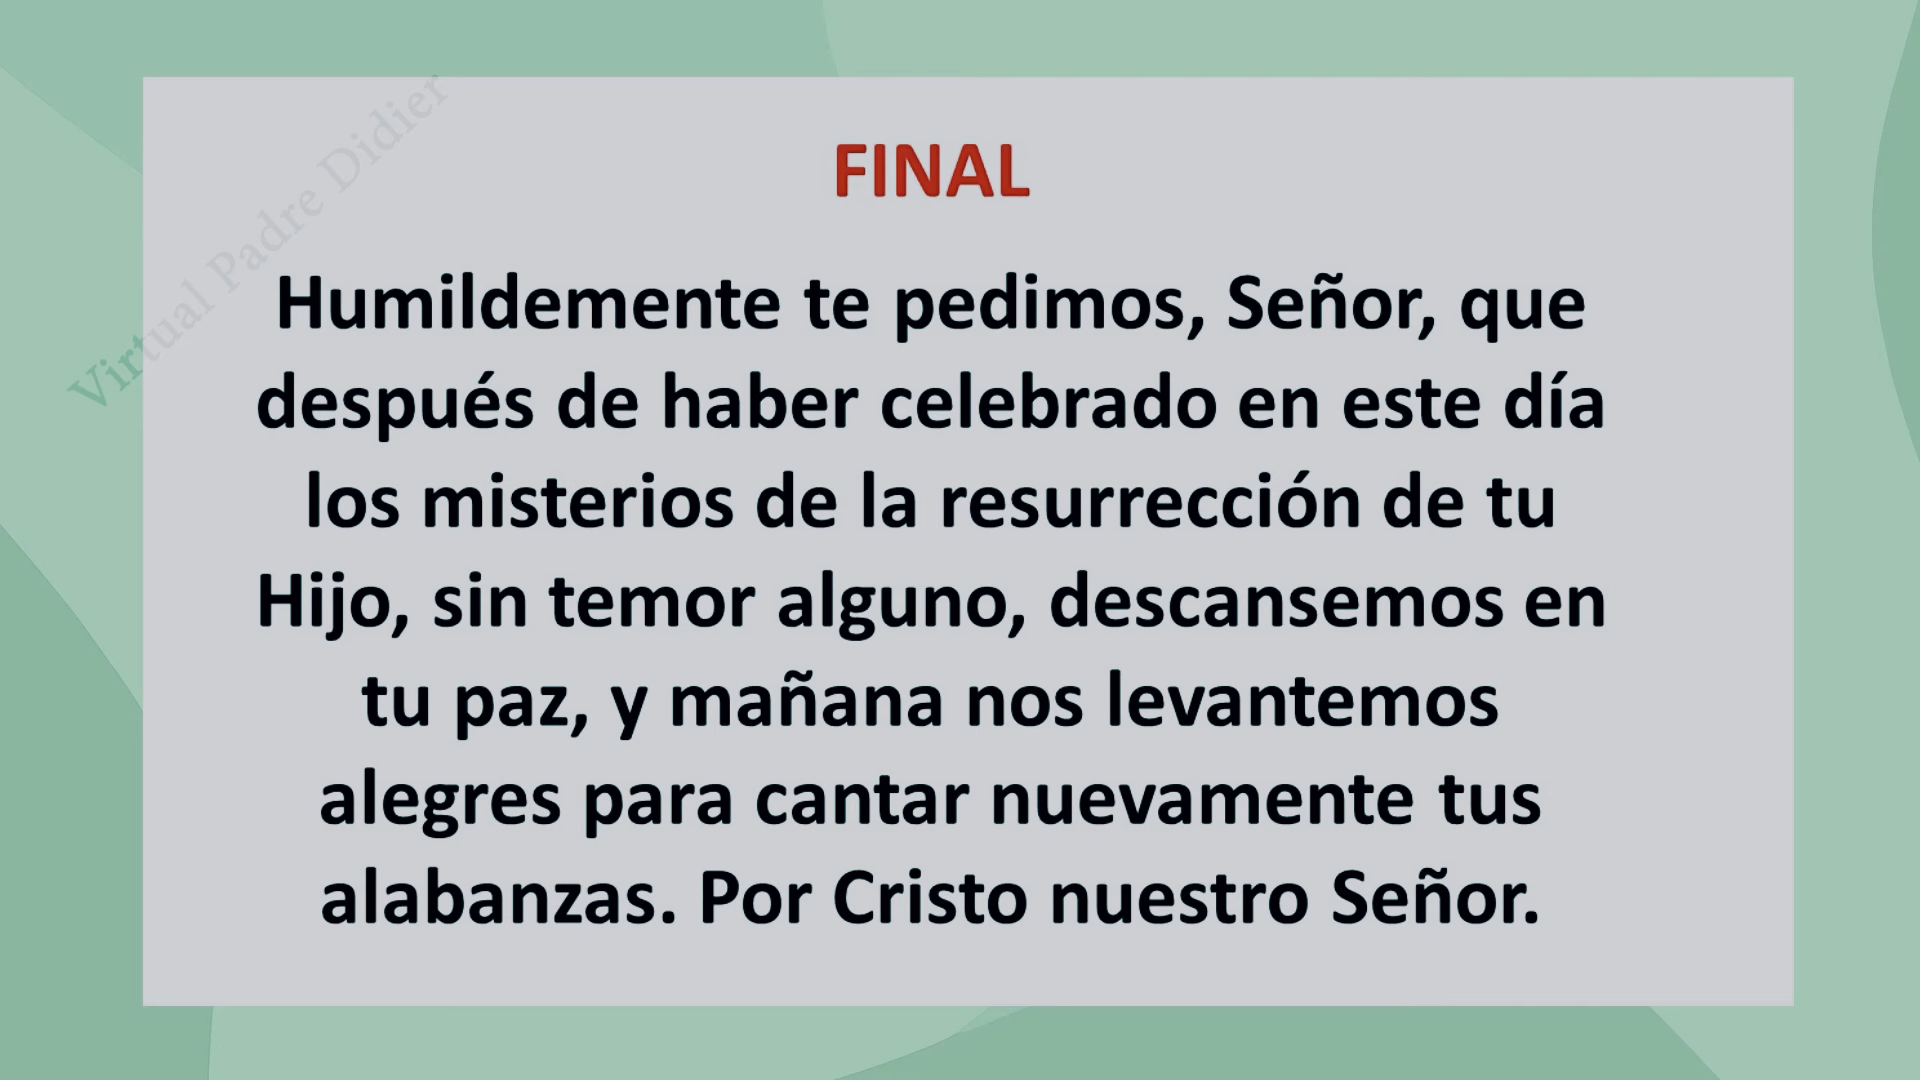 Virtual Padre Didier
FINAL
Humildemente te pedimos, Señor, que
después de haber celebrado en este día
los misterios de la resurrección de tu
Hijo, sin temor alguno, descansemos en
tu paz, y mañana nos levantemos
alegres para cantar nuevamente tus
alabanzas. Por Cristo nuestro Señor.